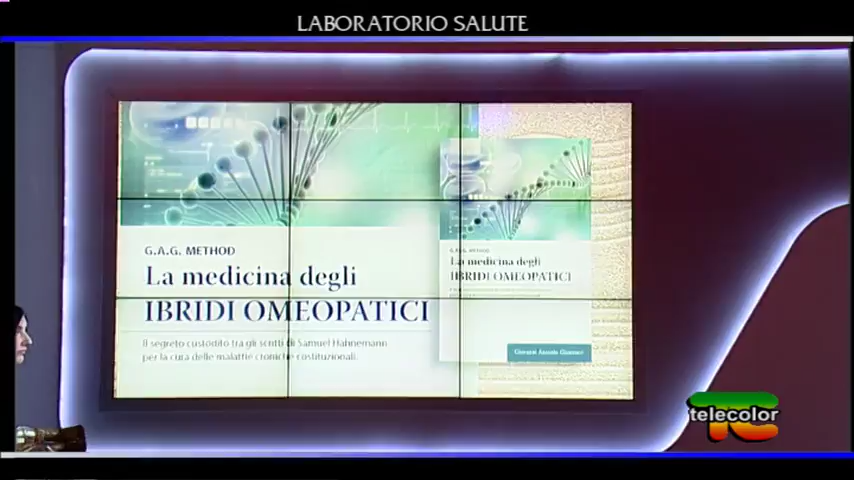 LABORATORIO SALUTE
G.A.G. METHOD
La medicina degli
IBRIDI OMEOPATICI
Il segreto custodito tra gli scritti di Samuel Hahnemann
per la cura delle malattie croniche costituzionali.
G.A.G. METHOD
La medicina degli
IBRIDI OMEOPATICI
telecolor
TC